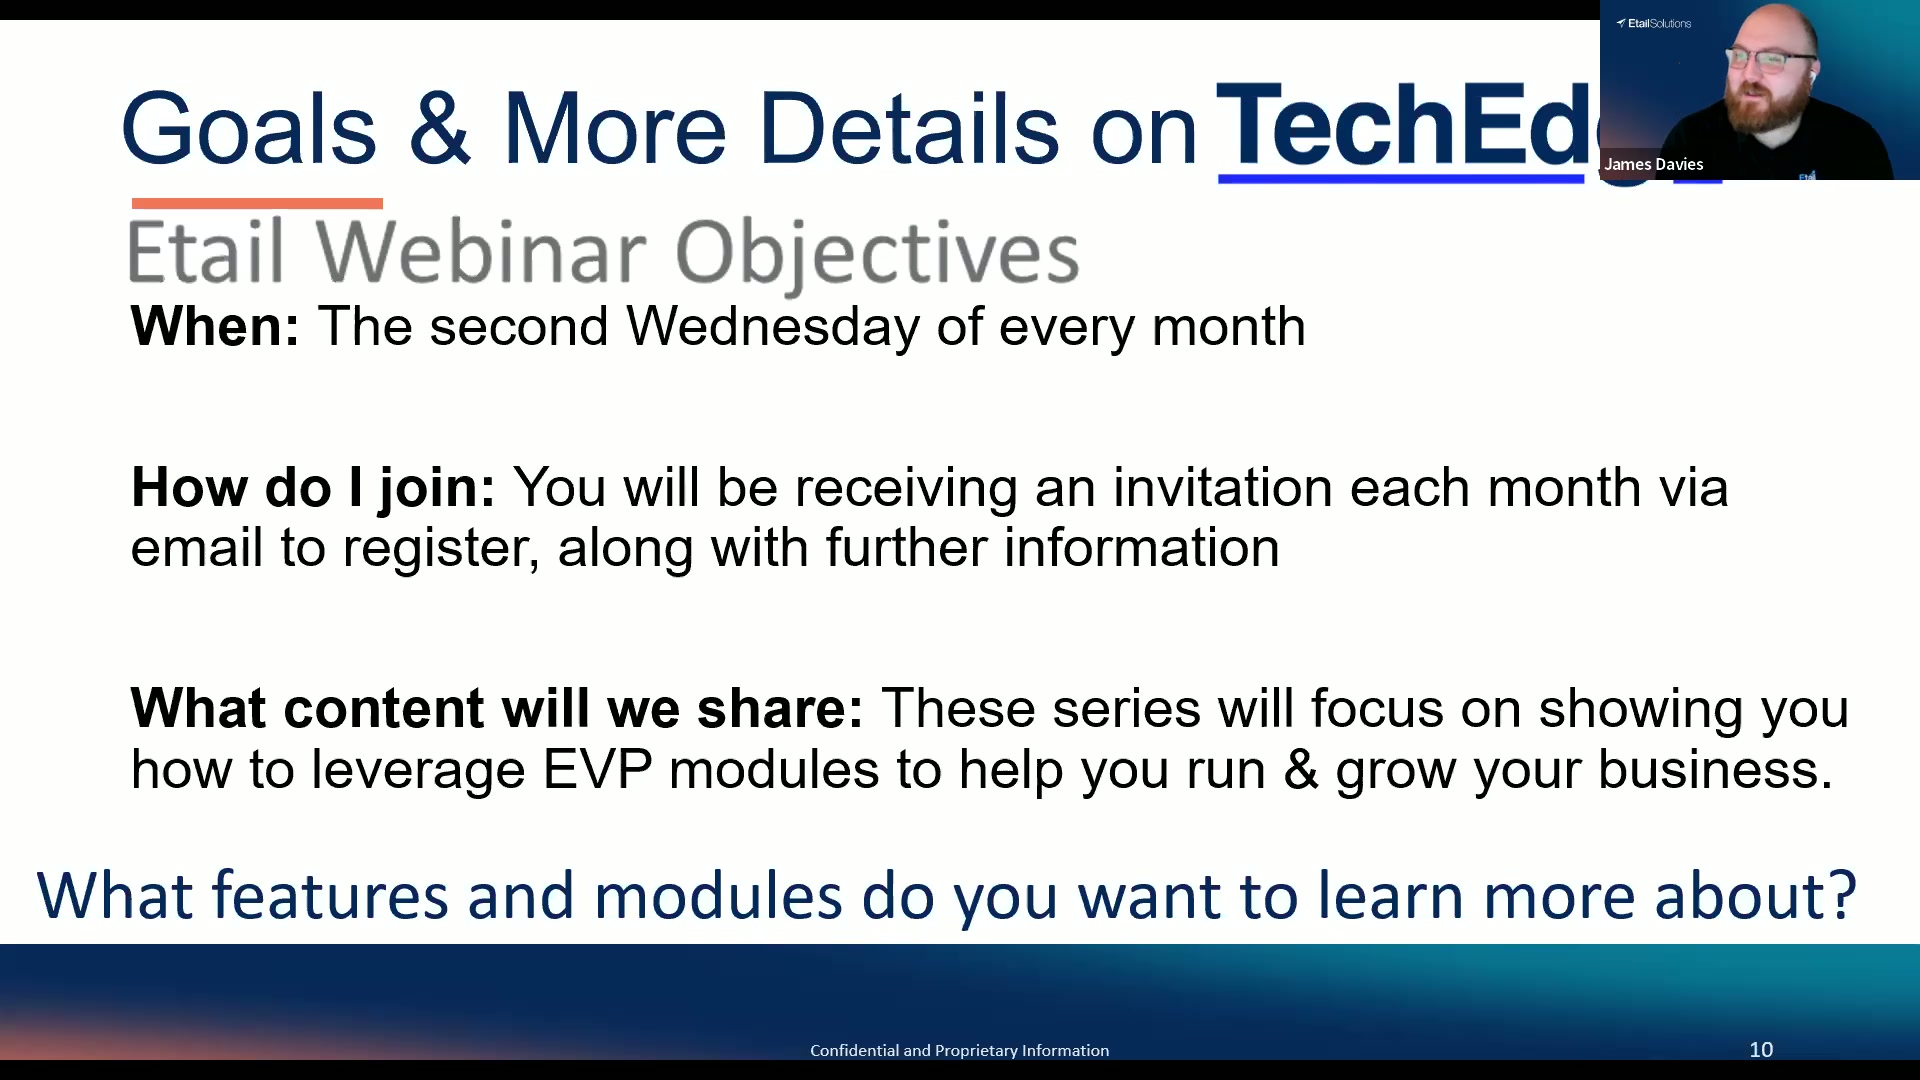 Goals & More Details on TechEd
EtailSolutions
James Davies
Etail Webinar Objectives
When: The second Wednesday of every month
How do I join: You will be receiving an invitation each month via
email to register, along with further information
What content will we share: These series will focus on showing you
how to leverage EVP modules to help you run & grow your business.
What features and modules do you want to learn more about?
Confidential and Proprietary Information
10